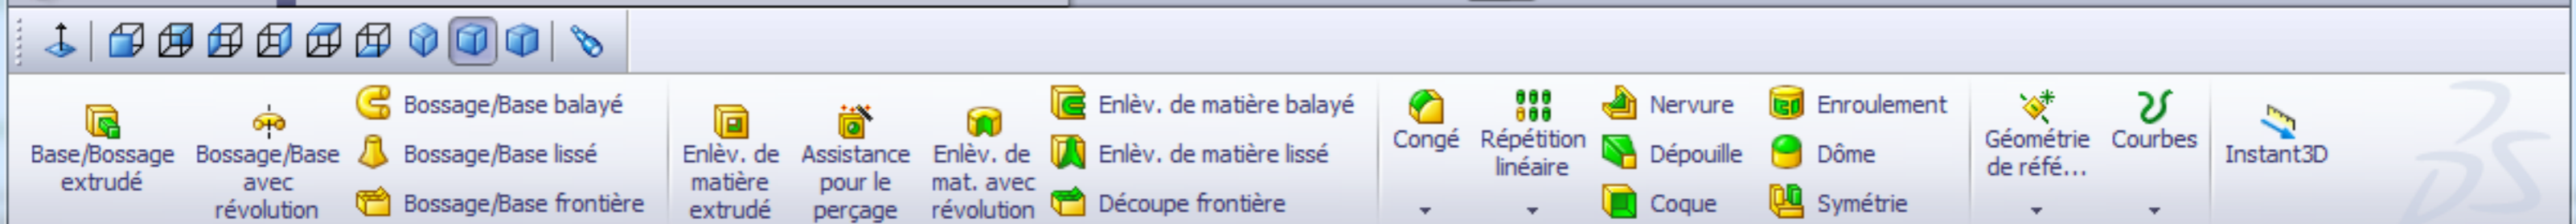 Base/Bossage
extrudé
Bossage/Base
avec
révolution
Bossage/Base balayé
Bossage/Base lissé
Bossage/Base frontière
Enlèv. de
matière
extrudé
Assistance
pour le
perçage
Enlèv. de
mat. avec
révolution
Enlèv. de matière balayé
Enlèv. de matière lissé
Découpe frontière
Congé
Répétition
linéaire
Nervure
Dépouille
Coque
Enroulement
Dôme
Symétrie
Géométrie
de réfé...
Courbes
Instant3D